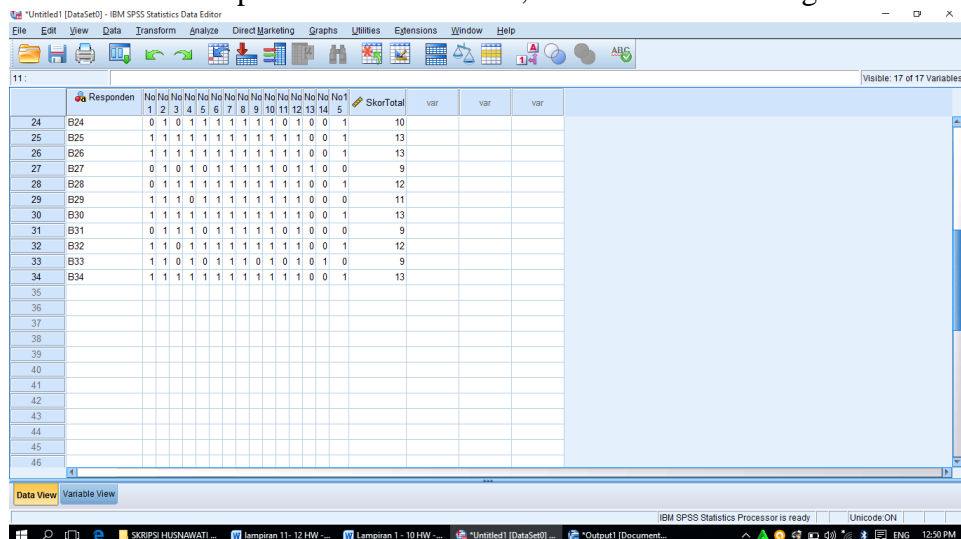 *Untitled1 [DataSet0] - IBM SPSS Statistics Data Editor
File Edit View Data Transform Analyze Direct Marketing Graphs Utilities Extensions Window Help
11 :
Visible: 17 of 17 Variables
Responden No1 No2 No3 No4 No5 No6 No7 No8 No9 No10 No11 No12 No13 No14 No15 SkorTotal var var var
24 B24 0 1 0 1 1 1 1 1 1 0 1 0 0 1 10
25 B25 1 1 1 1 1 1 1 1 1 1 1 1 0 0 1 13
26 B26 1 1 1 1 1 1 1 1 1 1 1 1 0 0 1 13
27 B27 0 1 0 1 0 1 1 1 1 1 0 1 1 0 0 9
28 B28 0 1 1 1 1 1 1 1 1 1 1 1 0 0 1 12
29 B29 1 1 1 0 1 1 1 1 1 1 1 1 0 0 0 11
30 B30 1 1 1 1 1 1 1 1 1 1 1 1 0 0 1 13
31 B31 0 1 1 1 0 1 1 1 1 1 0 1 0 0 0 9
32 B32 1 1 0 1 1 1 1 1 1 1 1 1 0 0 1 12
33 B33 1 1 0 1 0 1 1 1 0 1 0 1 0 1 0 9
34 B34 1 1 1 1 1 1 1 1 1 1 1 1 0 0 1 13
35
36
37
38
39
40
41
42
43
44
45
46
Data View Variable View
IBM SPSS Statistics Processor is ready Unicode:ON
SKRIPSI HUSNAWATI ... lampiran 11- 12 HW -... Lampiran 1 - 10 HW -... *Untitled1 [DataSet0] ... *Output1 [Document... ENG 12:50 PM